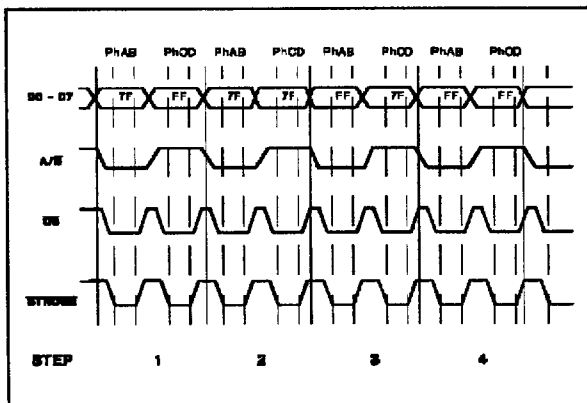 PhAB PhCD PhAB PhCD PhAB PhCD PhAB PhCD
D0 - D7 7F FF 7F 7F FF 7F FF FF
A/B
CS
STROBE
STEP 1 2 3 4